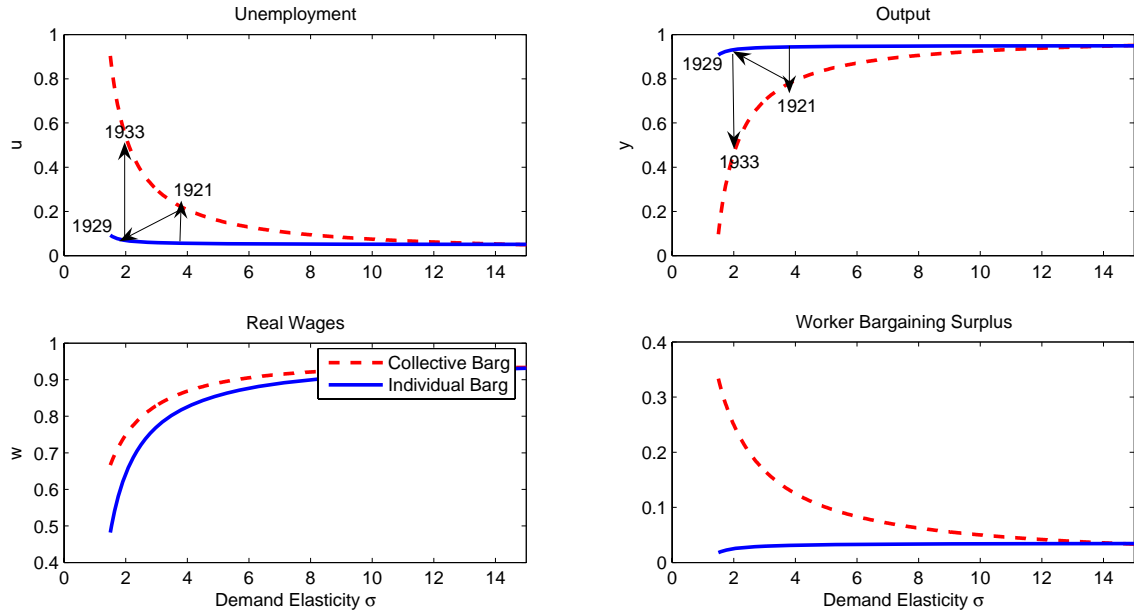 Unemployment
1
0.8
0.6
0.4
0.2
0
u
1933
1921
1929
0 2 4 6 8 10 12 14
Output
1
0.8
0.6
0.4
0.2
0
y
1929
1921
1933
0 2 4 6 8 10 12 14
Real Wages
1
0.9
0.8
0.7
0.6
0.5
0.4
w
Collective Barg
Individual Barg
0 2 4 6 8 10 12 14
Demand Elasticity σ
Worker Bargaining Surplus
0.4
0.3
0.2
0.1
0
0 2 4 6 8 10 12 14
Demand Elasticity σ